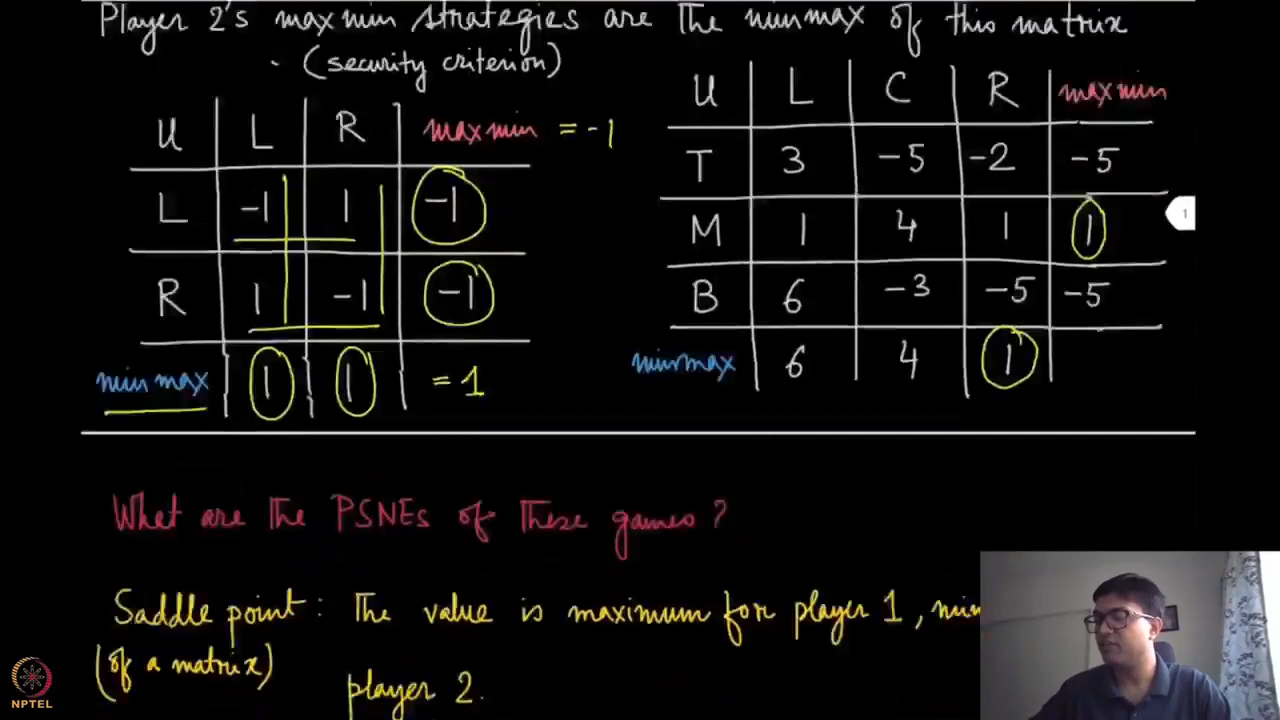 Player 2's maxmin strategies are the minmax of this matrix
(security criterion)
U L R maxmin = -1
L -1 1 -1
R 1 -1 -1
minmax 1 1 = 1
U L C R maxmin
T 3 -5 -2 -5
M 1 4 1 1
B 6 -3 -5 -5
minmax 6 4 1
1
What are the PSNEs of these games?
Saddle point: The value is maximum for player 1,
(of a matrix)
player 2.
NPTEL